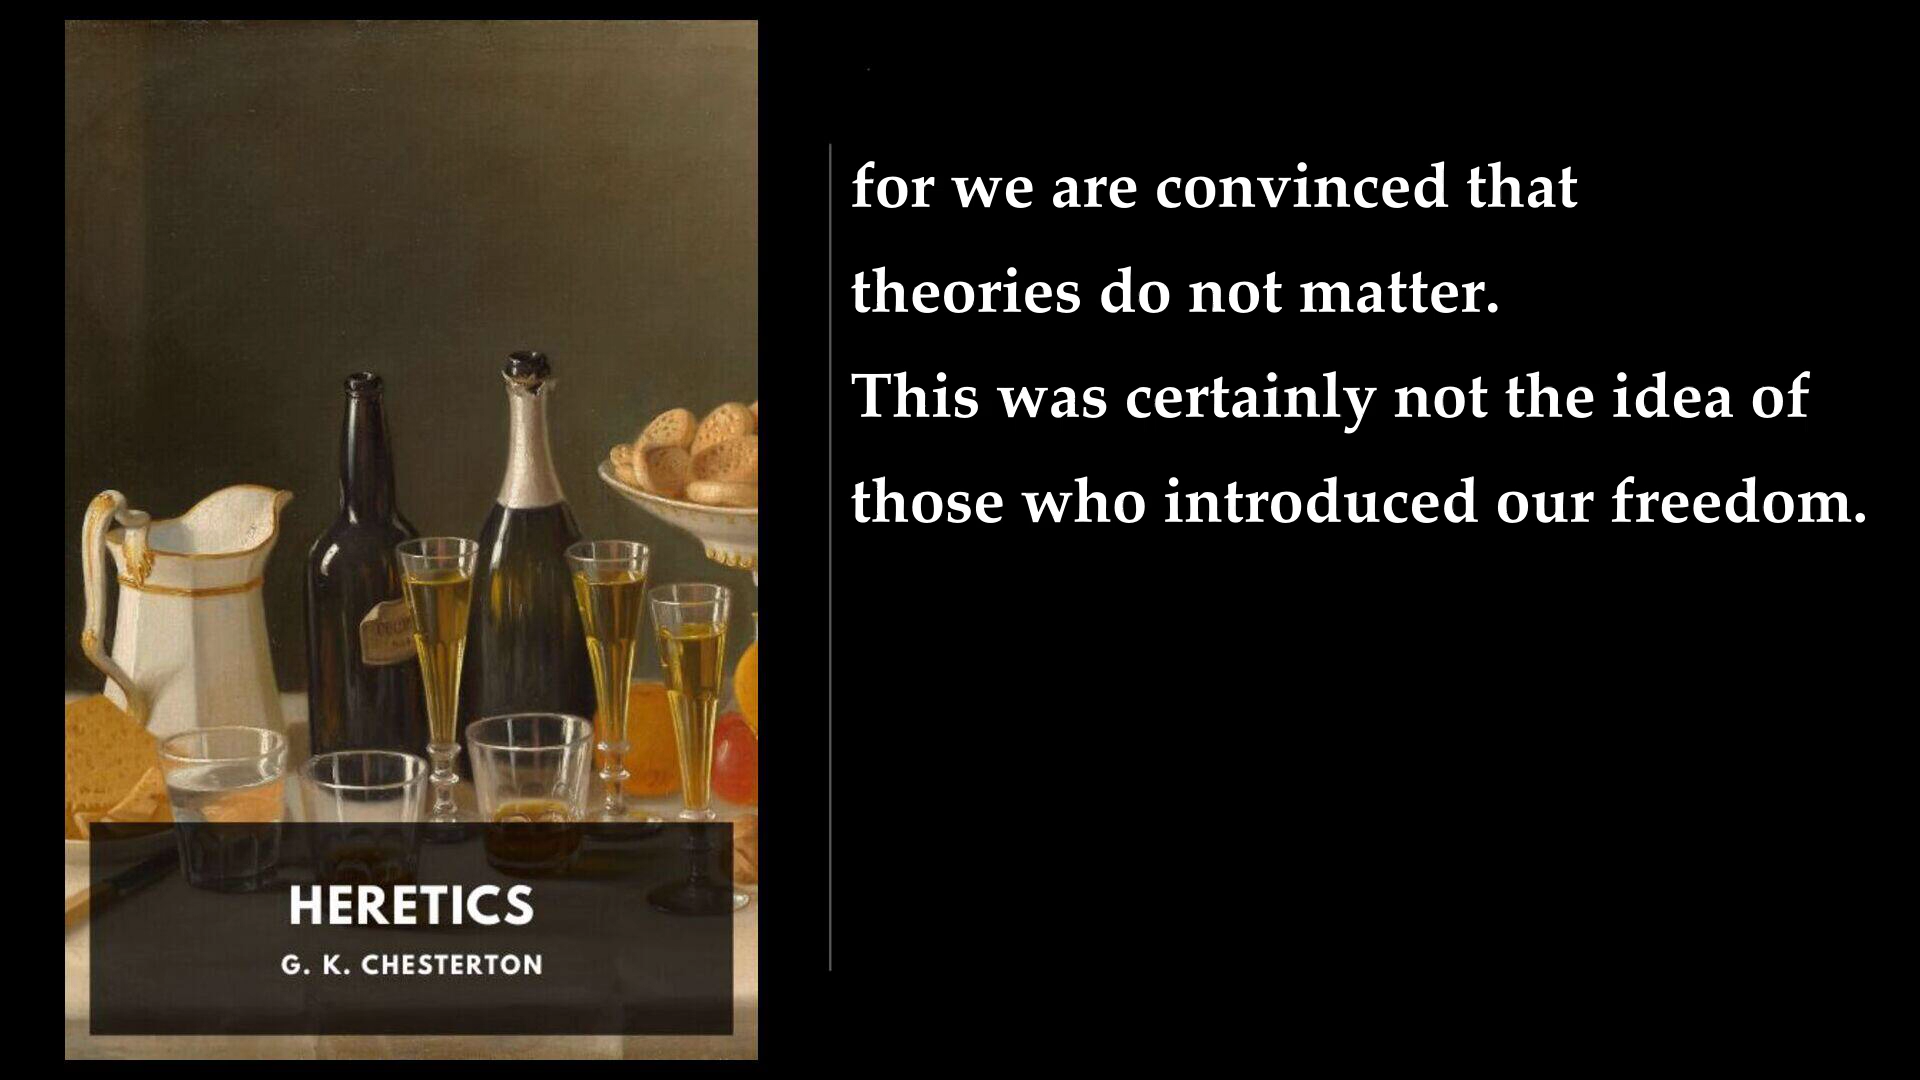 for we are convinced that
theories do not matter.
This was certainly not the idea of
those who introduced our freedom.
HERETICS
G. K. CHESTERTON